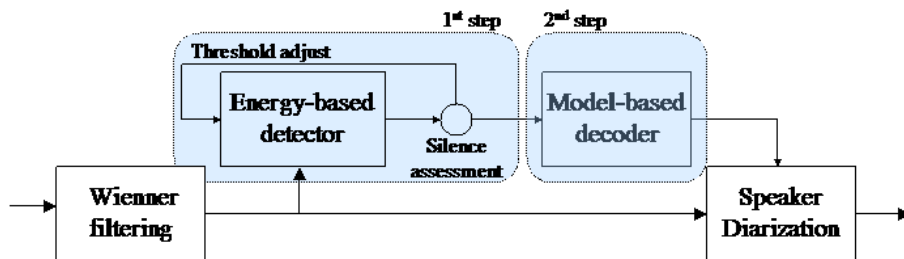 1st step
2nd step
Threshold adjust
Energy-based
detector
Model-based
decoder
Silence
assessment
Wienner
filtering
Speaker
Diarization